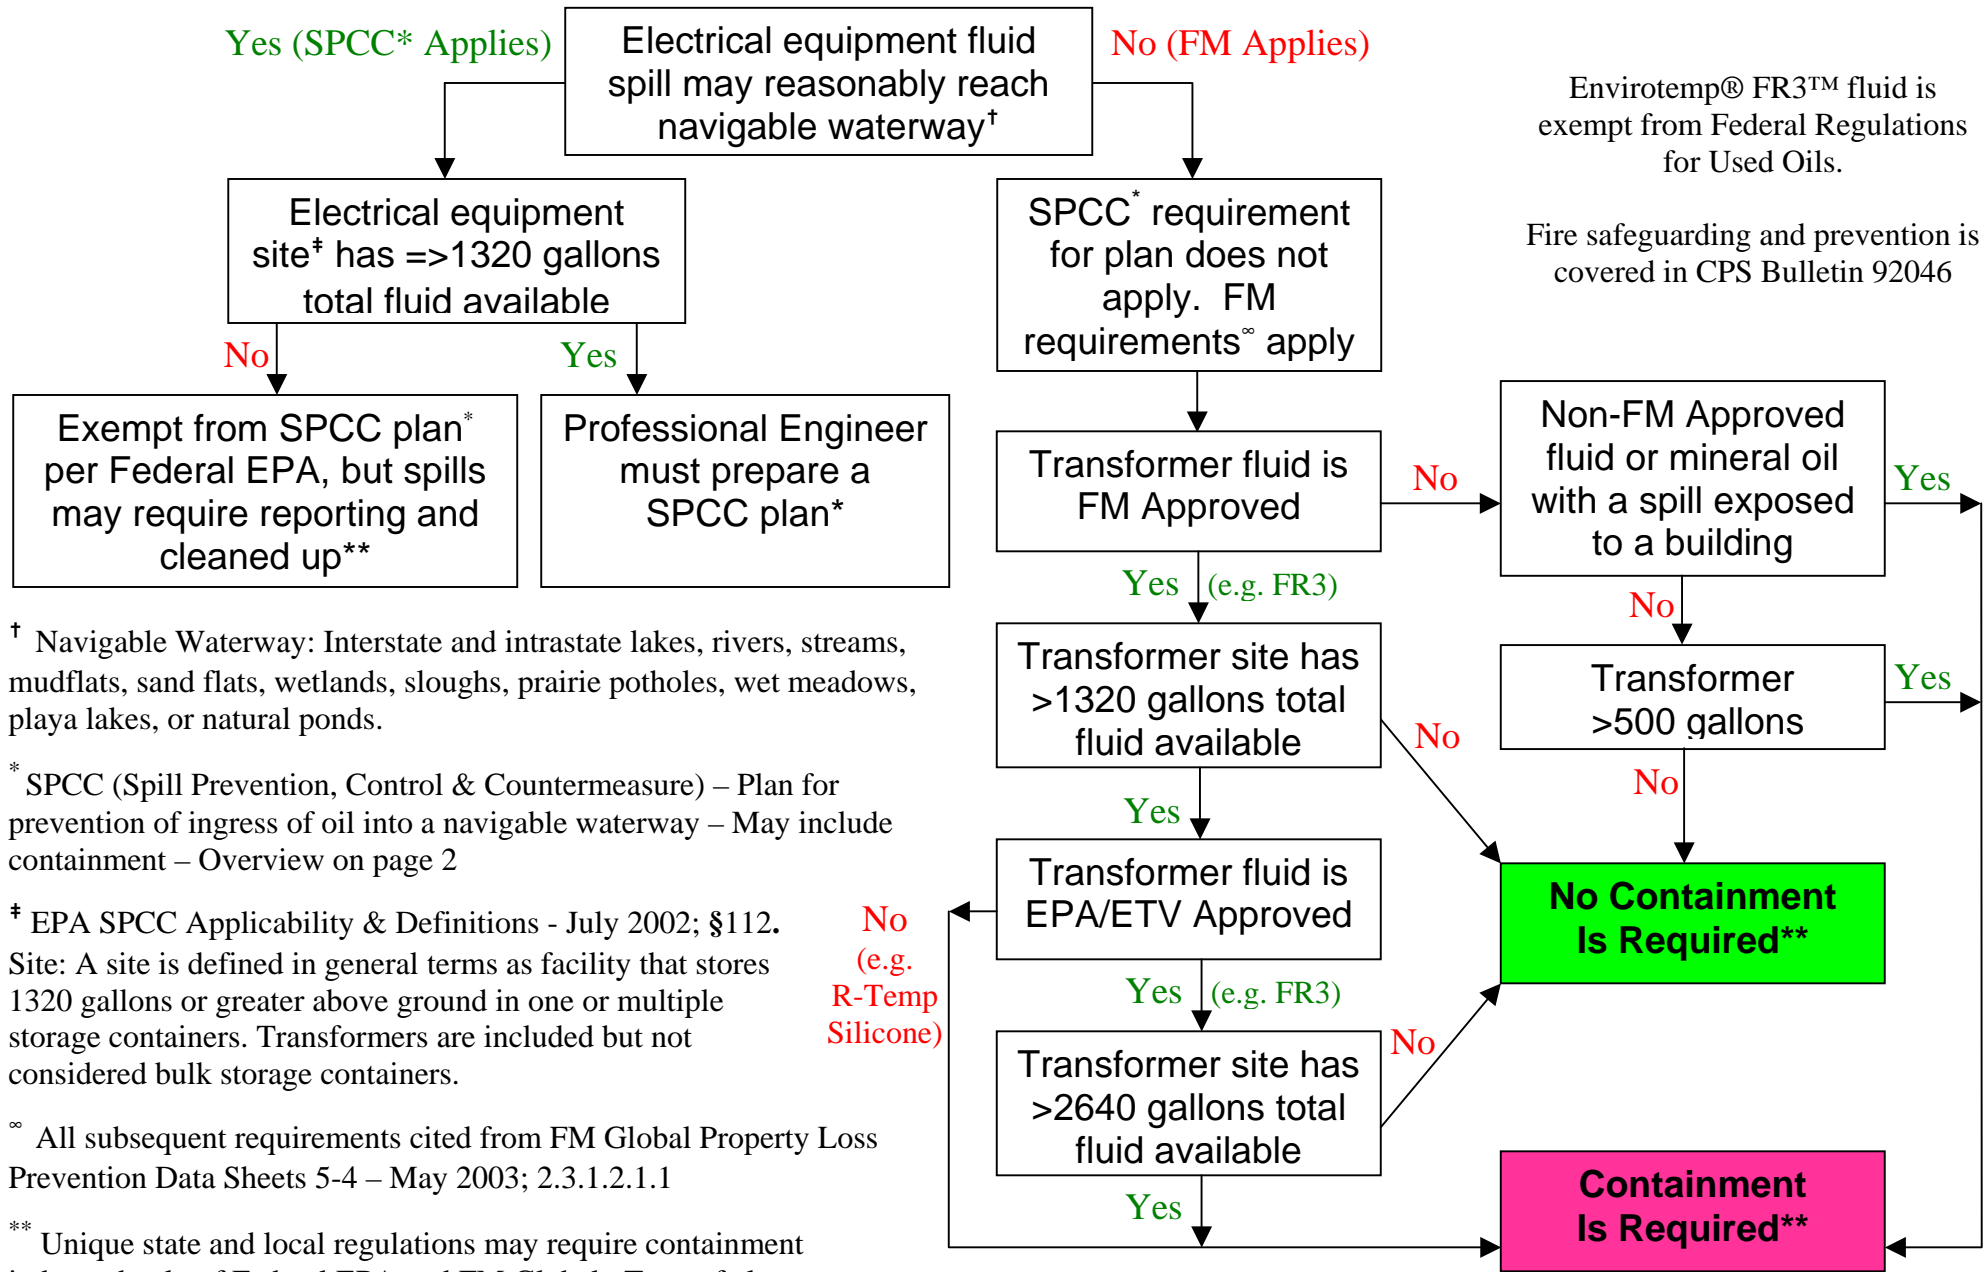 Yes (SPCC* Applies)
Electrical equipment fluid
spill may reasonably reach
navigable waterway†
No (FM Applies)
Envirotemp® FR3™ fluid is
exempt from Federal Regulations
for Used Oils.
Fire safeguarding and prevention is
covered in CPS Bulletin 92046
Electrical equipment
site‡ has =>1320 gallons
total fluid available
SPCC* requirement
for plan does not
apply. FM
requirements∞ apply
No
Yes
Exempt from SPCC plan*
per Federal EPA, but spills
may require reporting and
cleaned up**
Professional Engineer
must prepare a
SPCC plan*
Transformer fluid is
FM Approved
No
Non-FM Approved
fluid or mineral oil
with a spill exposed
to a building
Yes
Yes (e.g. FR3)
No
Transformer site has
>1320 gallons total
fluid available
No
Transformer
>500 gallons
Yes
No
Yes
Transformer fluid is
EPA/ETV Approved
No
(e.g.
R-Temp
Silicone)
Yes (e.g. FR3)
No Containment
Is Required**
Transformer site has
>2640 gallons total
fluid available
No
Yes
Containment
Is Required**
† Navigable Waterway: Interstate and intrastate lakes, rivers, streams,
mudflats, sand flats, wetlands, sloughs, prairie potholes, wet meadows,
playa lakes, or natural ponds.
* SPCC (Spill Prevention, Control & Countermeasure) – Plan for
prevention of ingress of oil into a navigable waterway – May include
containment – Overview on page 2
‡ EPA SPCC Applicability & Definitions - July 2002; §112.
Site: A site is defined in general terms as facility that stores
1320 gallons or greater above ground in one or multiple
storage containers. Transformers are included but not
considered bulk storage containers.
∞ All subsequent requirements cited from FM Global Property Loss
Prevention Data Sheets 5-4 – May 2003; 2.3.1.2.1.1
** Unique state and local regulations may require containment